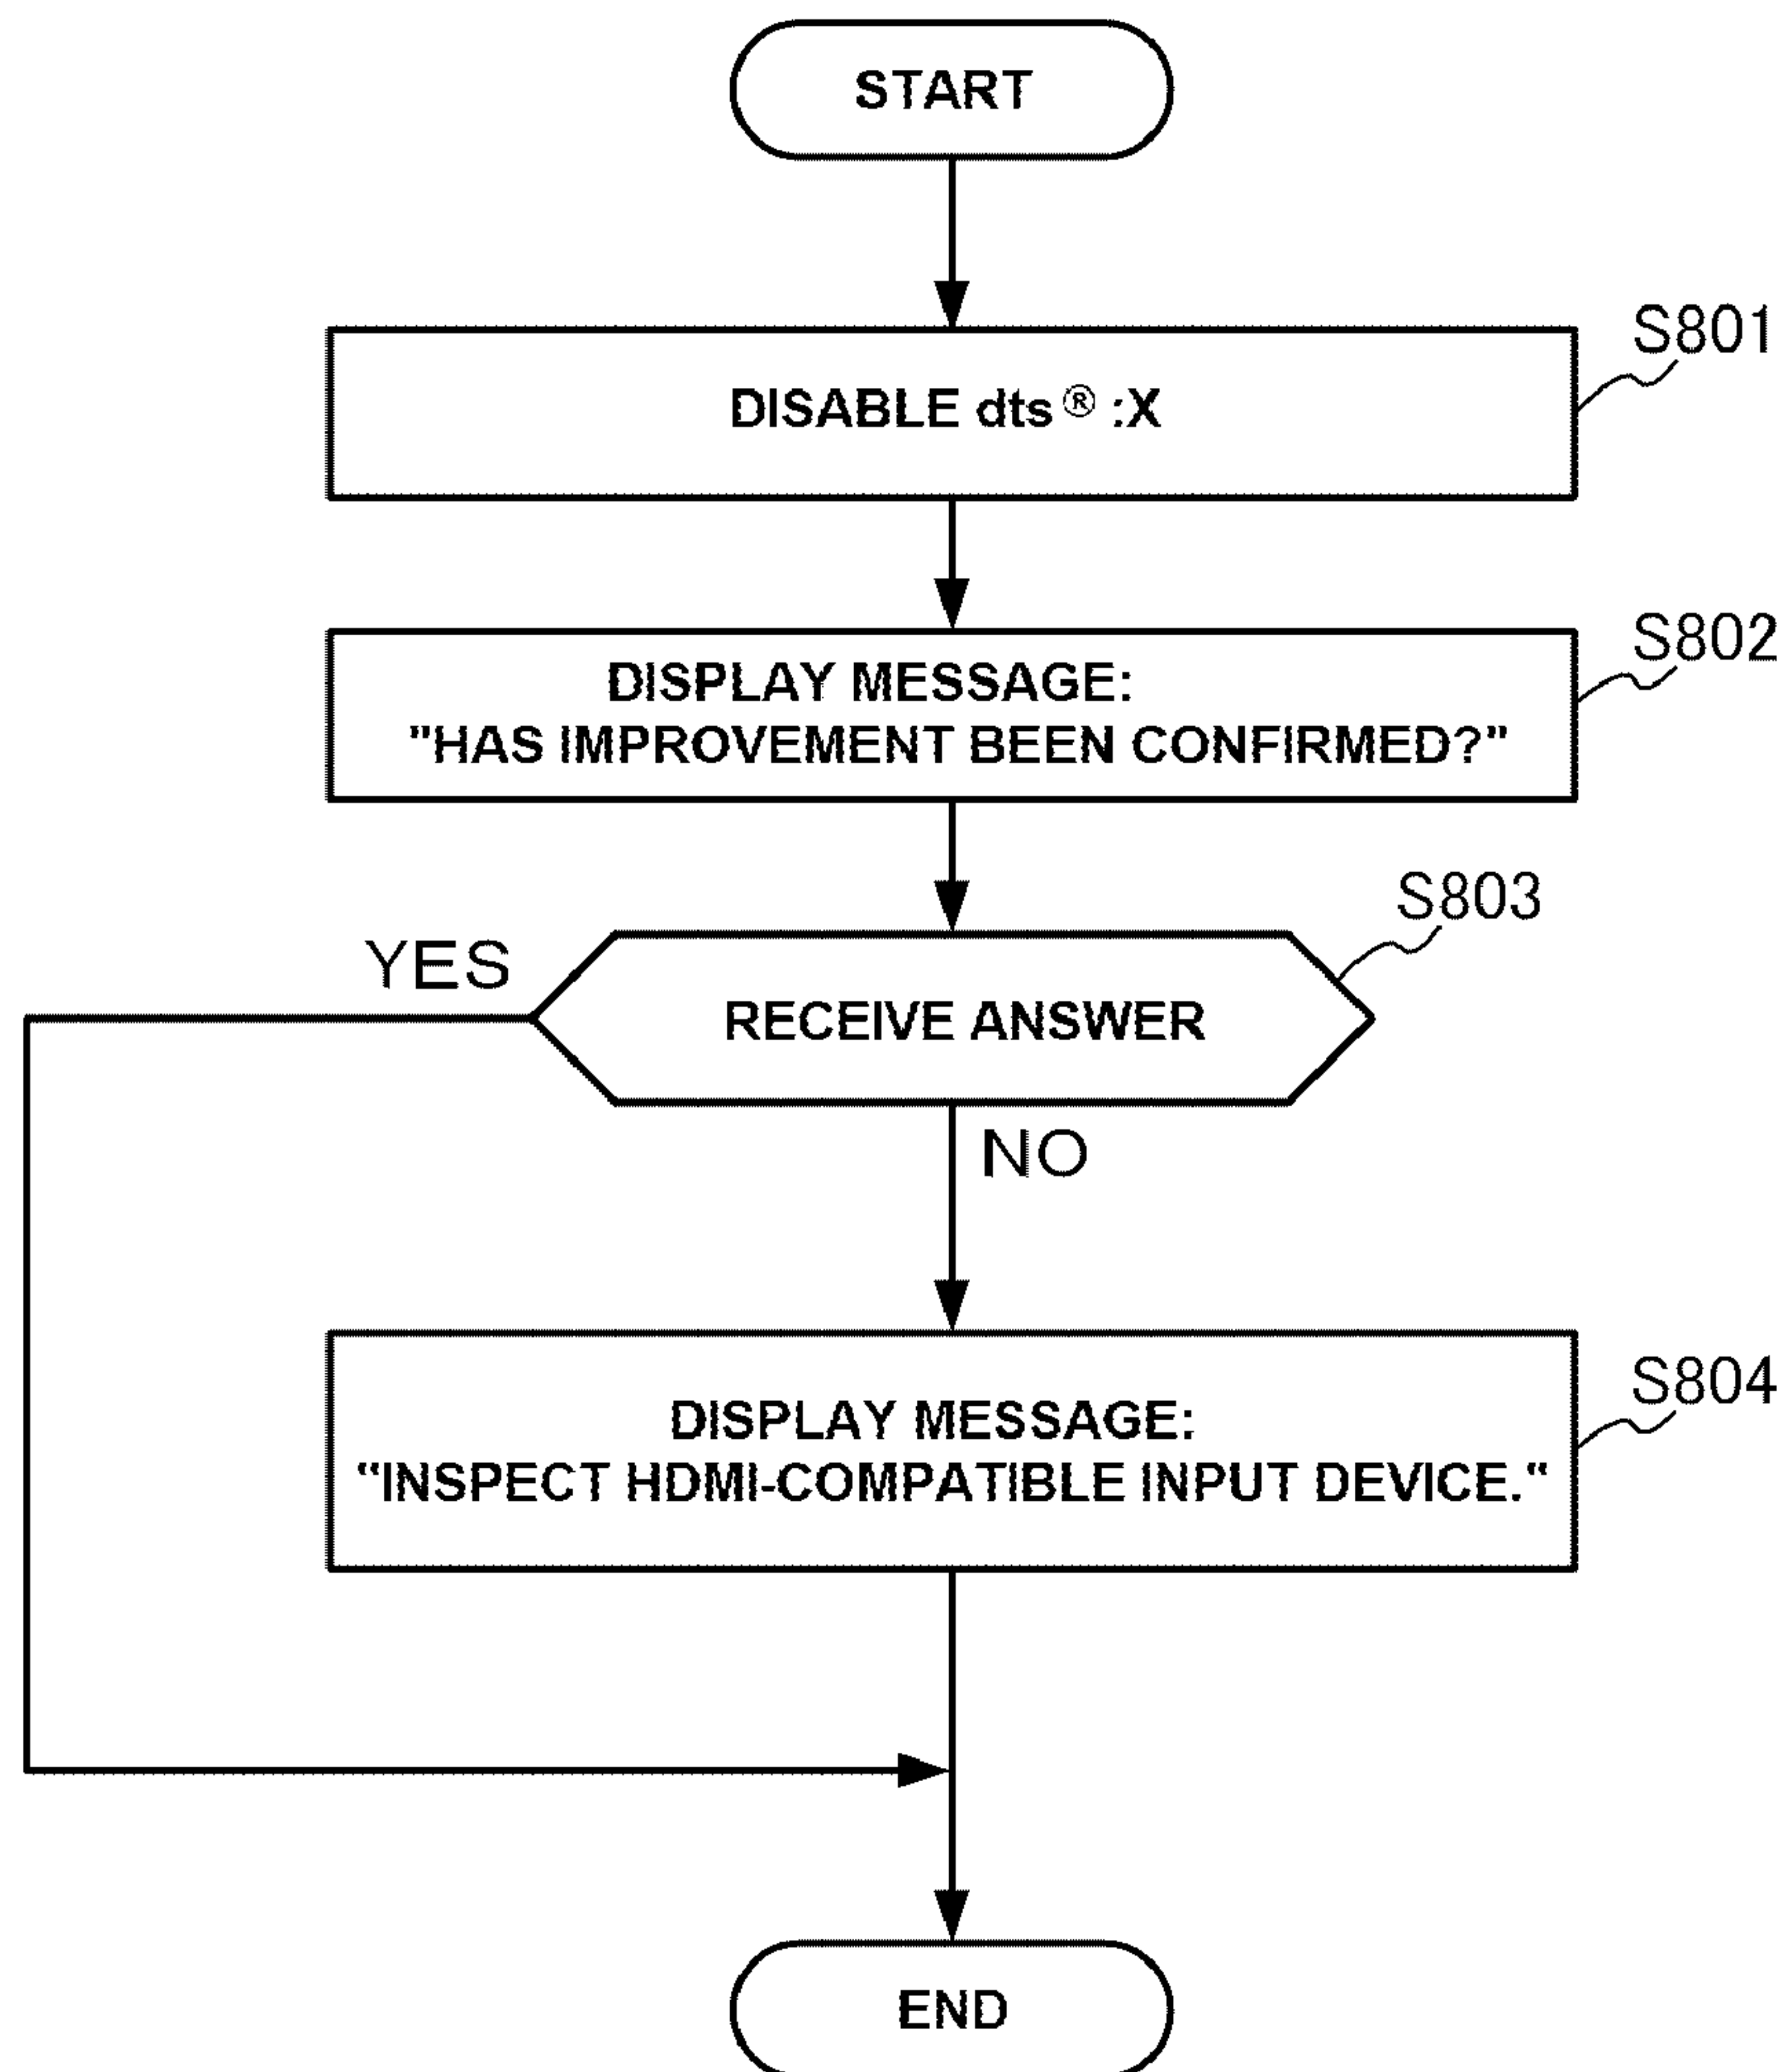 START
S801
DISABLE dts® :X
S802
DISPLAY MESSAGE:
"HAS IMPROVEMENT BEEN CONFIRMED?"
S803
YES
RECEIVE ANSWER
NO
S804
DISPLAY MESSAGE:
“INSPECT HDMI-COMPATIBLE INPUT DEVICE.“
END